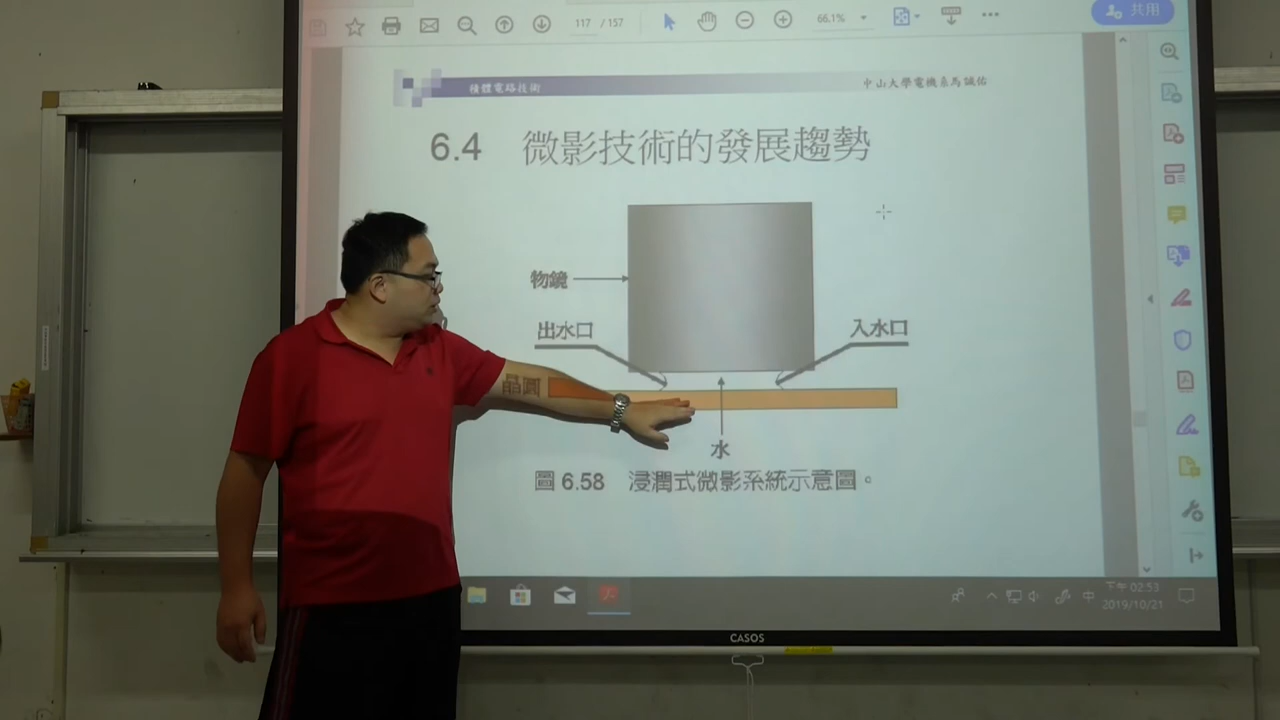 117 / 157
66.1%
共用
積體電路技術
中山大學電機系馬誠佑
6.4 微影技術的發展趨勢
物鏡
出水口
入水口
晶圓
水
圖 6.58 浸潤式微影系統示意圖。
中
下午 02:53
2019/10/21
CASOS